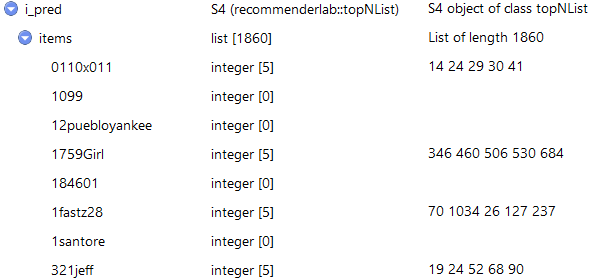 i_pred S4 (recommenderlab::topNList) S4 object of class topNList
items list [1860] List of length 1860
0110x011 integer [5] 14 24 29 30 41
1099 integer [0]
12puebloyankee integer [0]
1759Girl integer [5] 346 460 506 530 684
184601 integer [0]
1fastz28 integer [5] 70 1034 26 127 237
1santore integer [0]
321jeff integer [5] 19 24 52 68 90